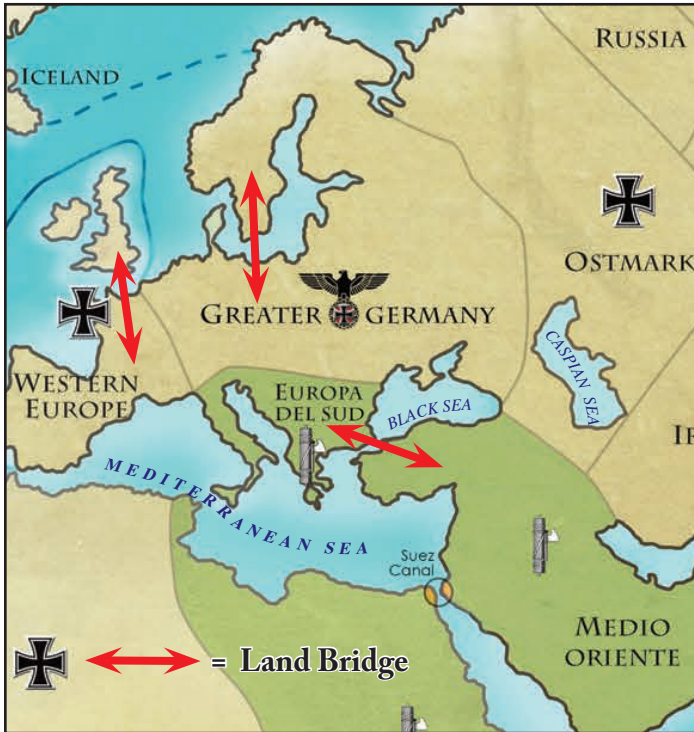 RUSSIA
ICELAND
OSTMARK
GREATER GERMANY
CASPIAN SEA
WESTERN
EUROPE
EUROPA
DEL SUD
BLACK SEA
MEDITERRANEAN SEA
Suez
Canal
MEDIO
ORIENTE
= Land Bridge